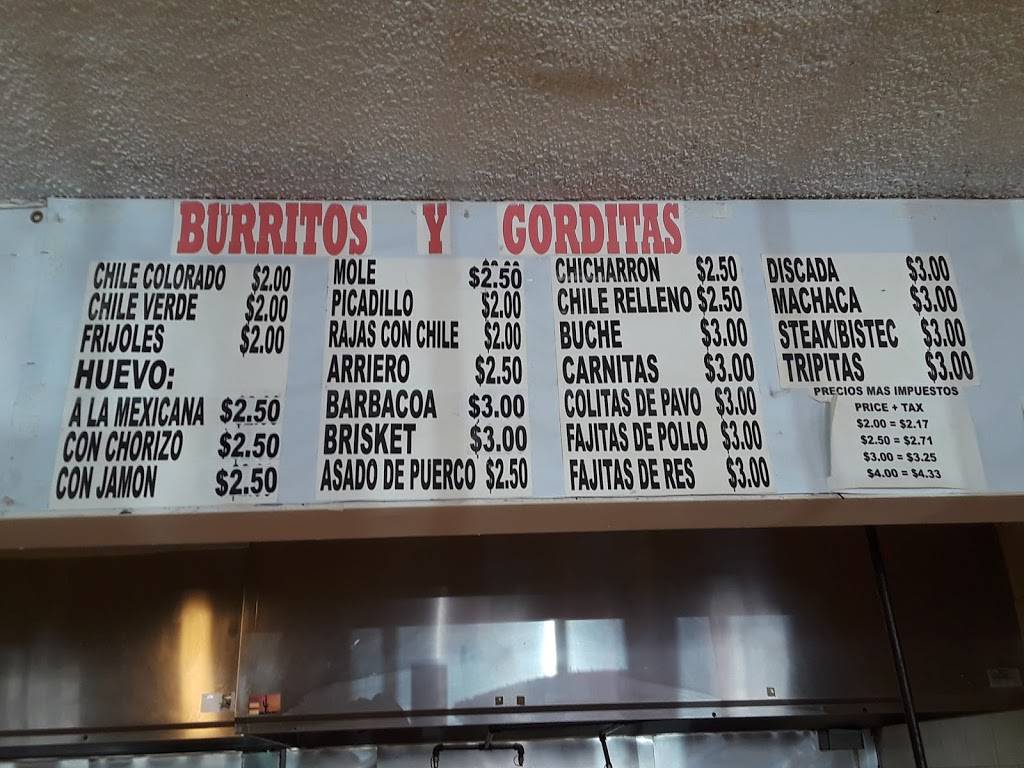 BURRITOS Y GORDITAS
CHILE COLORADO $2.00
CHILE VERDE $2.00
FRIJOLES $2.00
HUEVO:
A LA MEXICANA $2.50
CON CHORIZO $2.50
CON JAMON $2.50
MOLE $2.50
PICADILLO $2.00
RAJAS CON CHILE $2.00
ARRIERO $2.50
BARBACOA $3.00
BRISKET $3.00
ASADO DE PUERCO $2.50
CHICHARRON $2.50
CHILE RELLENO $2.50
BUCHE $3.00
CARNITAS $3.00
COLITAS DE PAVO $3.00
FAJITAS DE POLLO $3.00
FAJITAS DE RES $3.00
DISCADA $3.00
MACHACA $3.00
STEAK/BISTEC $3.00
TRIPITAS $3.00
PRECIOS MAS IMPUESTOS
PRICE + TAX
$2.00 = $2.17
$2.50 = $2.71
$3.00 = $3.25
$4.00 = $4.33